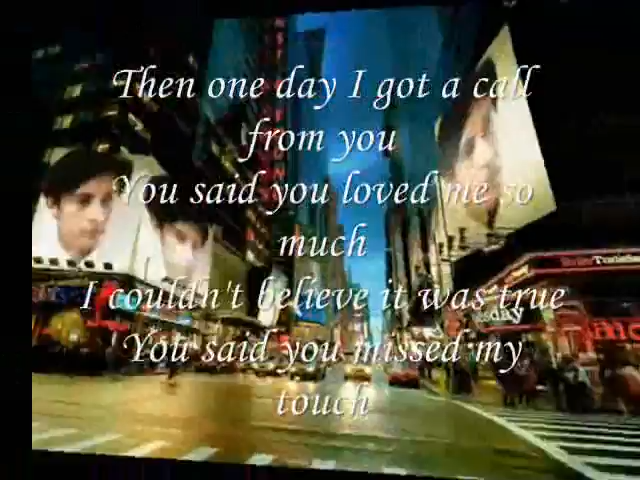 Then one day I got a call
from you
You said you loved me so
much
I couldn't believe it was true
You said you missed my
touch